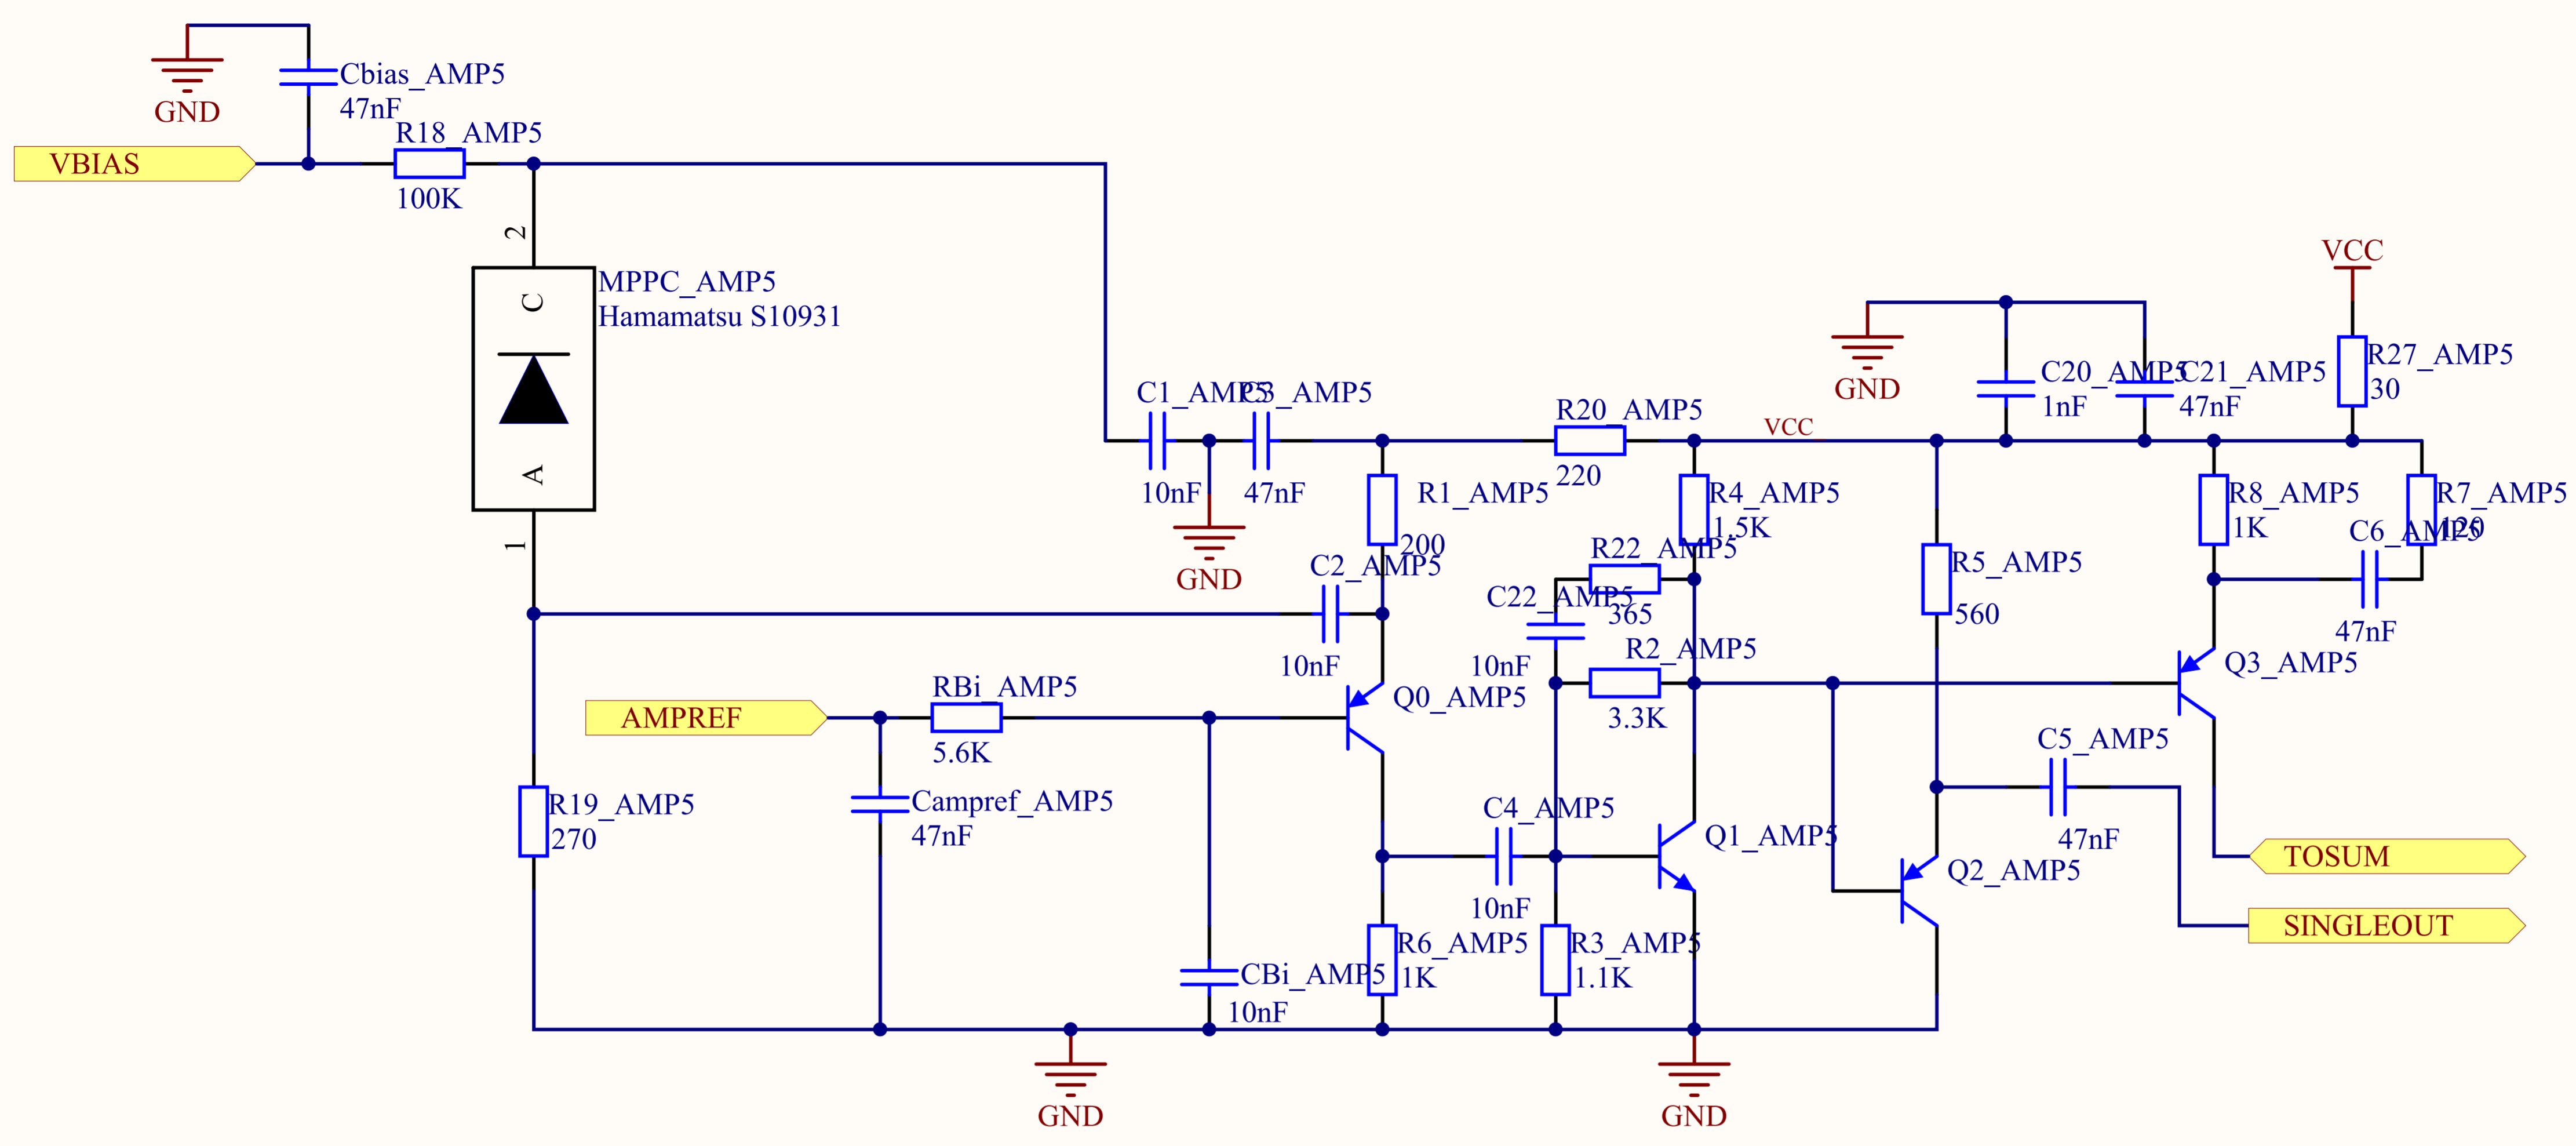 Cbias_AMP5
47nF
GND
R18_AMP5
VBIAS
100K
2
MPPC_AMP5
Hamamatsu S10931
C
A
1
VCC
R27_AMP5
30
C20_AMP5
1nF
C21_AMP5
47nF
GND
C1_AMP5
10nF
C3_AMP5
47nF
GND
R20_AMP5
220
VCC
R1_AMP5
200
R4_AMP5
1.5K
R8_AMP5
1K
R7_AMP5
120
C6_AMP5
47nF
C2_AMP5
10nF
R22_AMP5
365
C22_AMP5
10nF
R5_AMP5
560
R2_AMP5
3.3K
Q3_AMP5
RBi_AMP5
AMPREF
5.6K
Q0_AMP5
C5_AMP5
47nF
R19_AMP5
270
Campref_AMP5
47nF
C4_AMP5
10nF
Q1_AMP5
Q2_AMP5
TOSUM
SINGLEOUT
CBi_AMP5
10nF
R6_AMP5
1K
R3_AMP5
1.1K
GND
GND